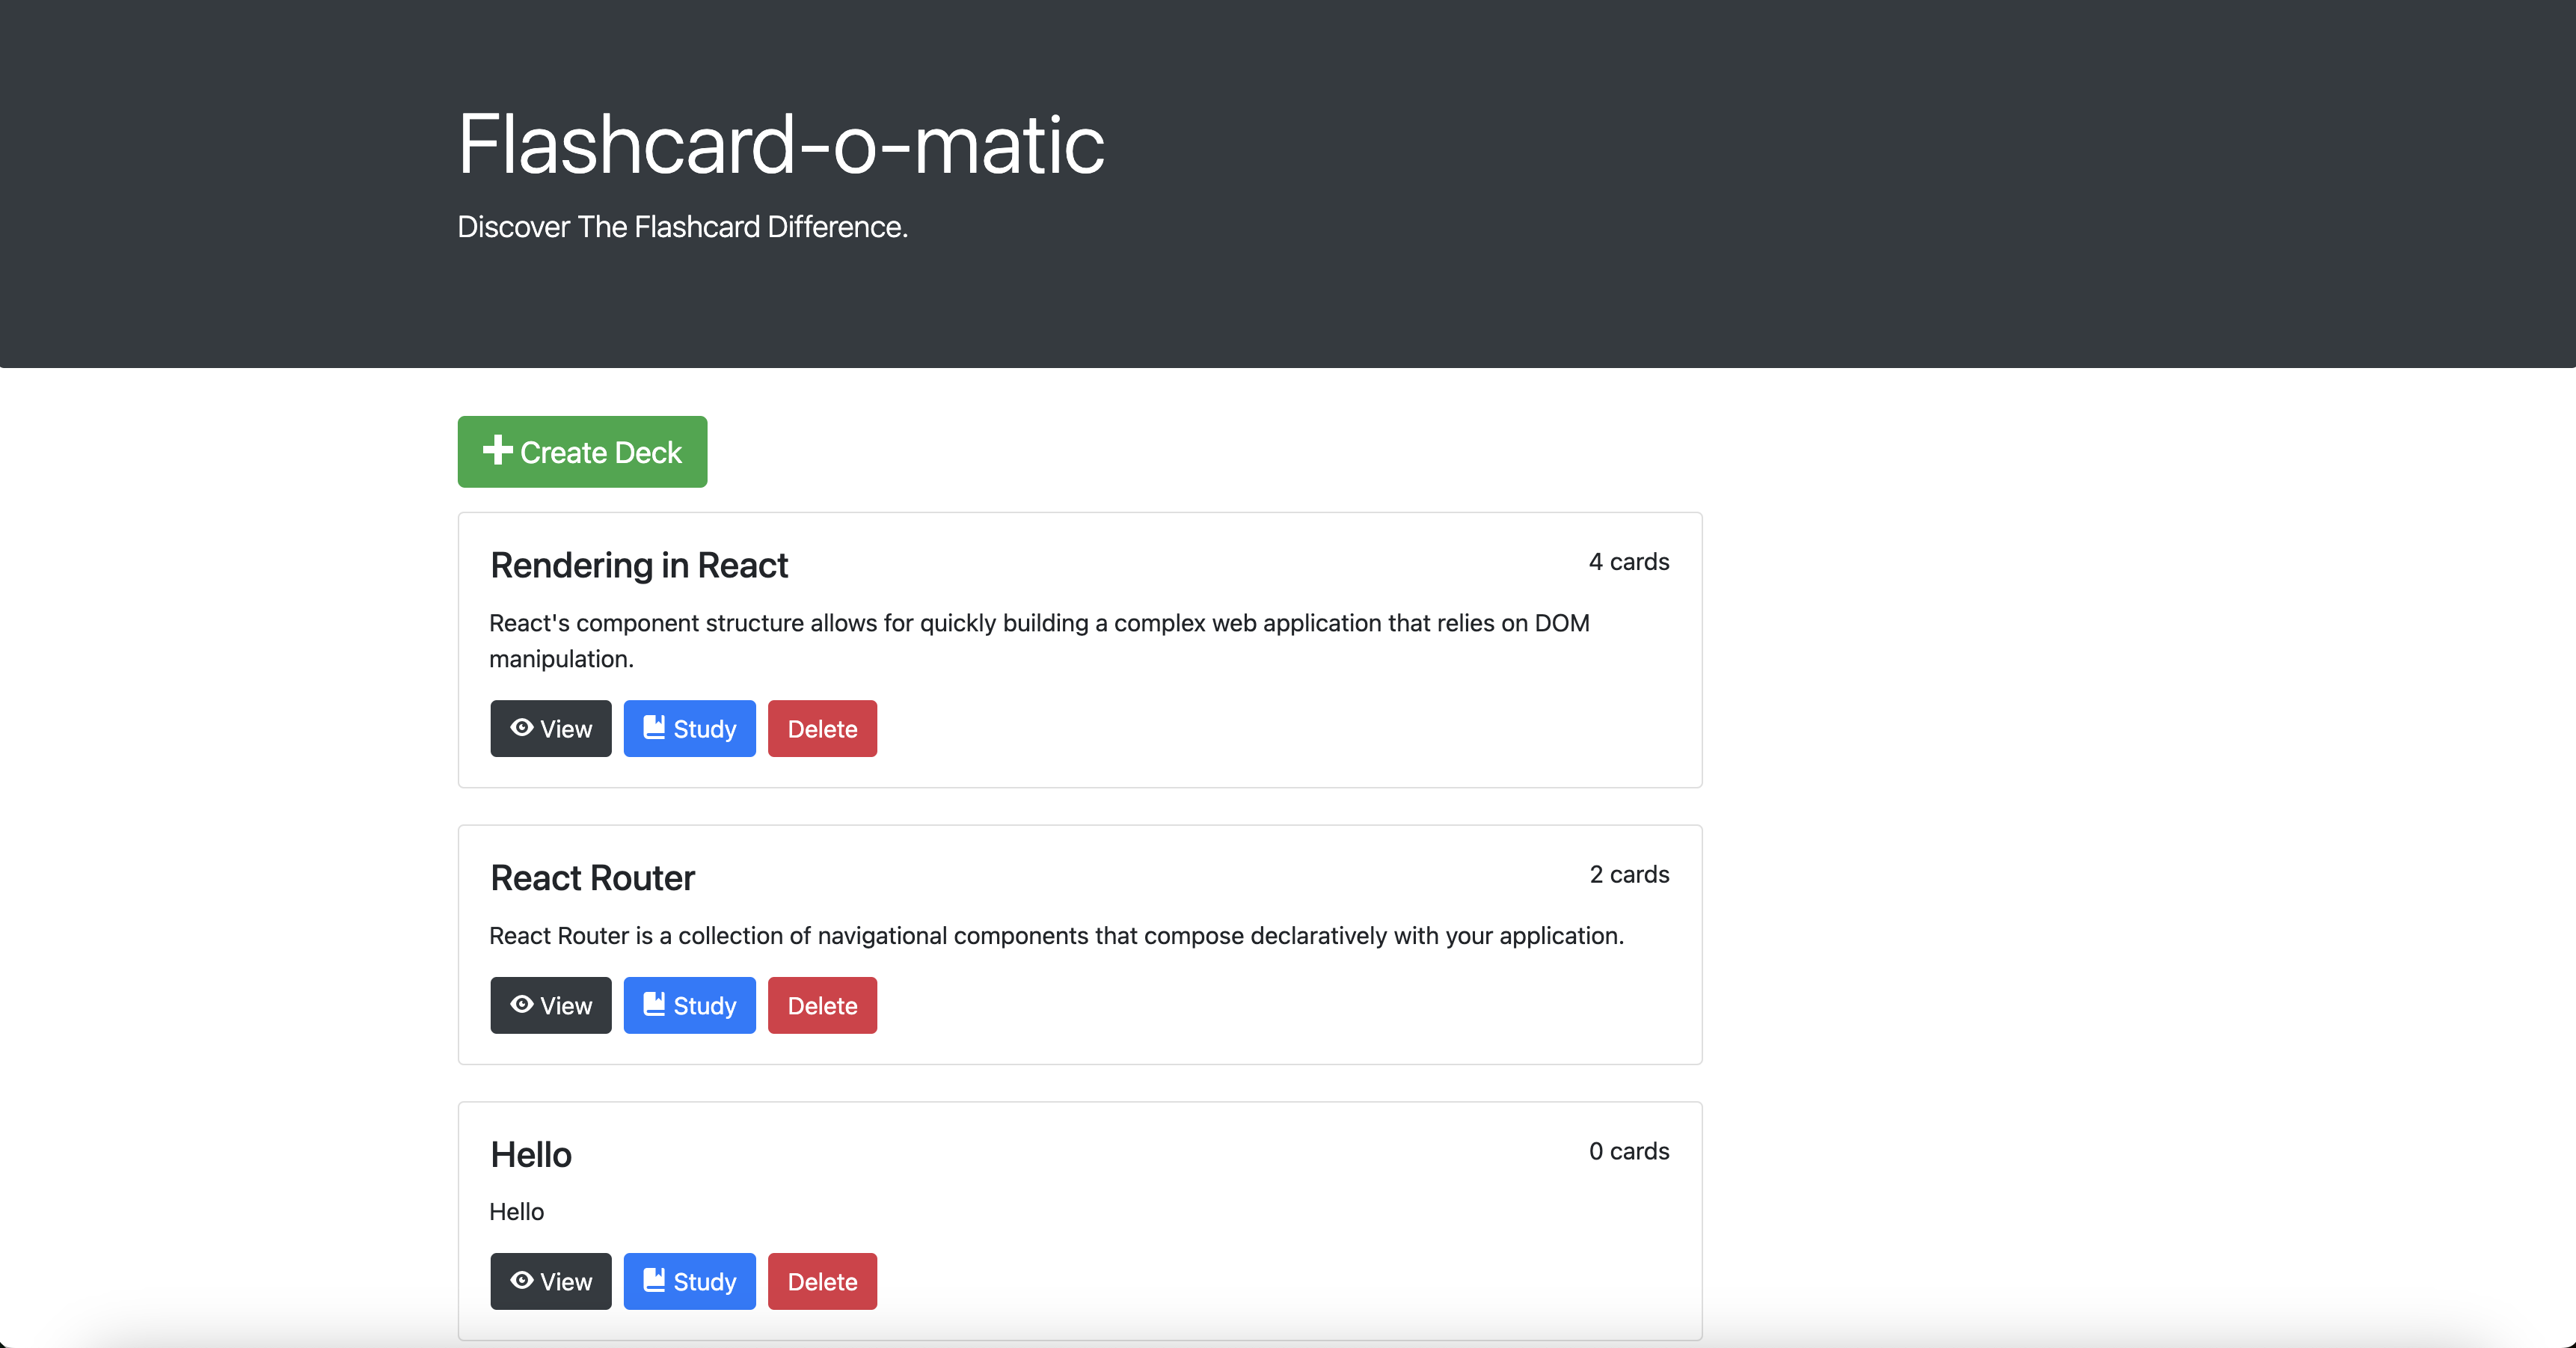 Flashcard-o-matic
Discover The Flashcard Difference.
Create Deck
Rendering in React
4 cards
React's component structure allows for quickly building a complex web application that relies on DOM
manipulation.
View Study Delete
React Router
2 cards
React Router is a collection of navigational components that compose declaratively with your application.
View Study Delete
Hello
0 cards
Hello
View Study Delete